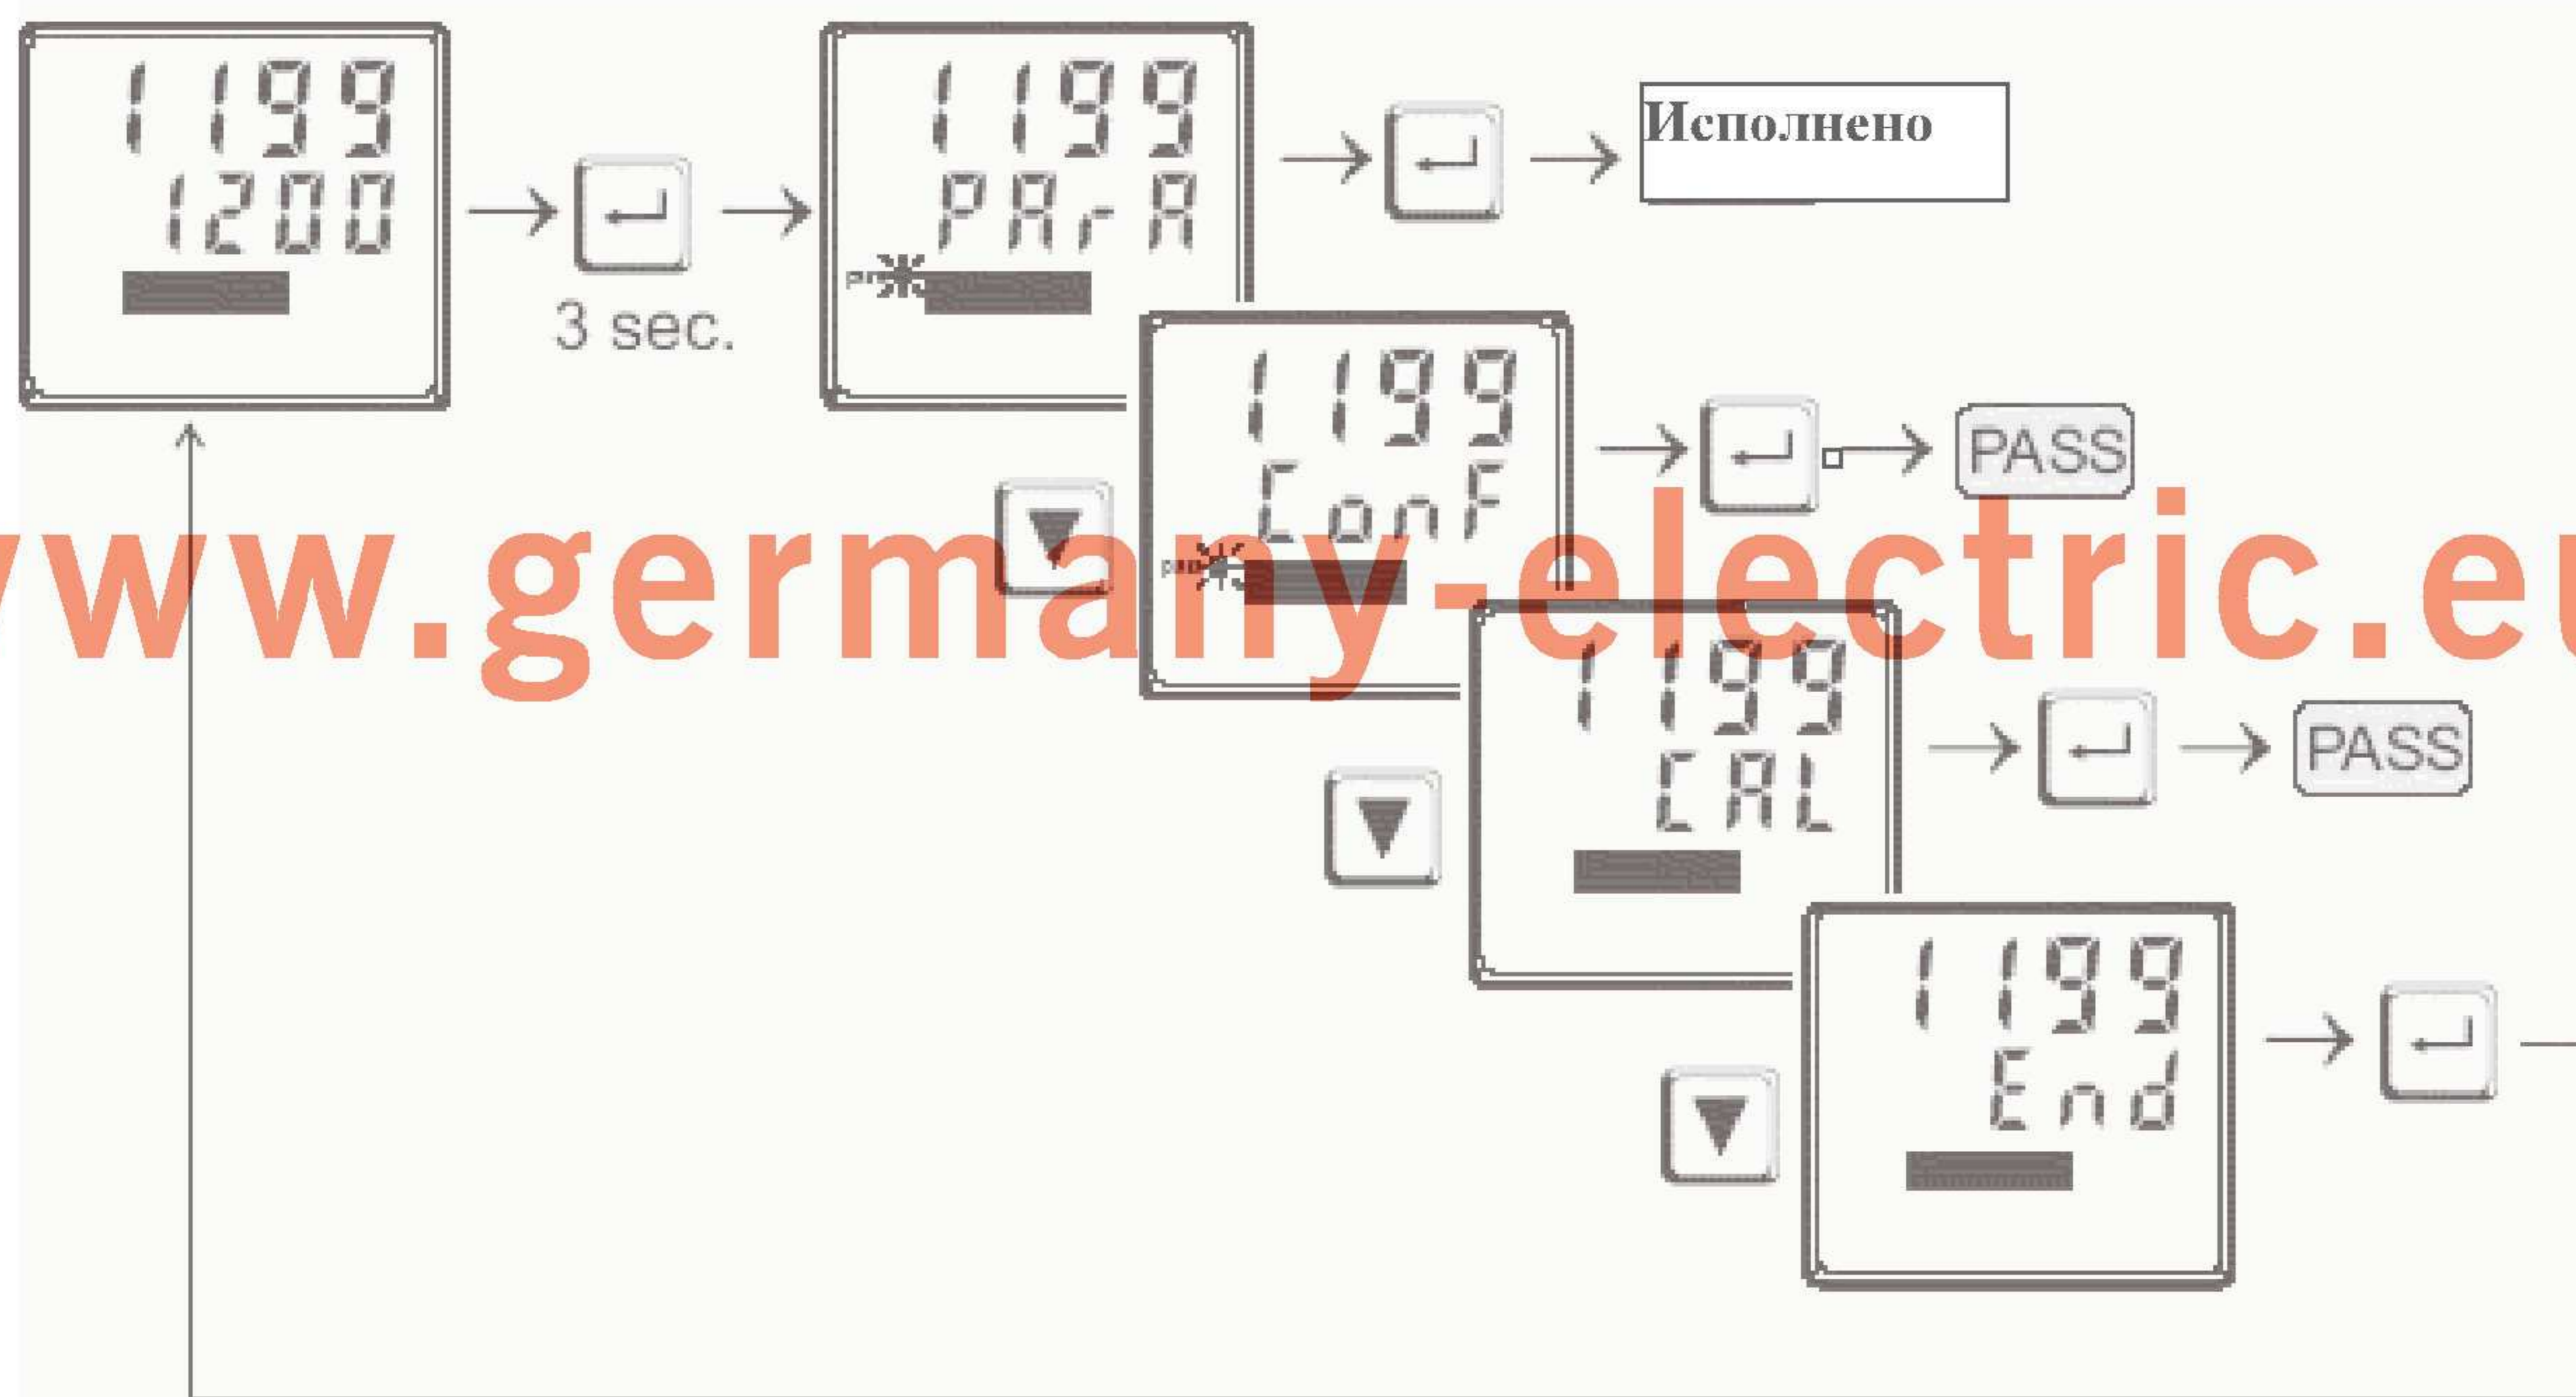 1199
1200
3 sec.
1199
PArA
Исполнено
1199
ConF
PASS
www.germany-electric.eu
1199
CAL
PASS
1199
End